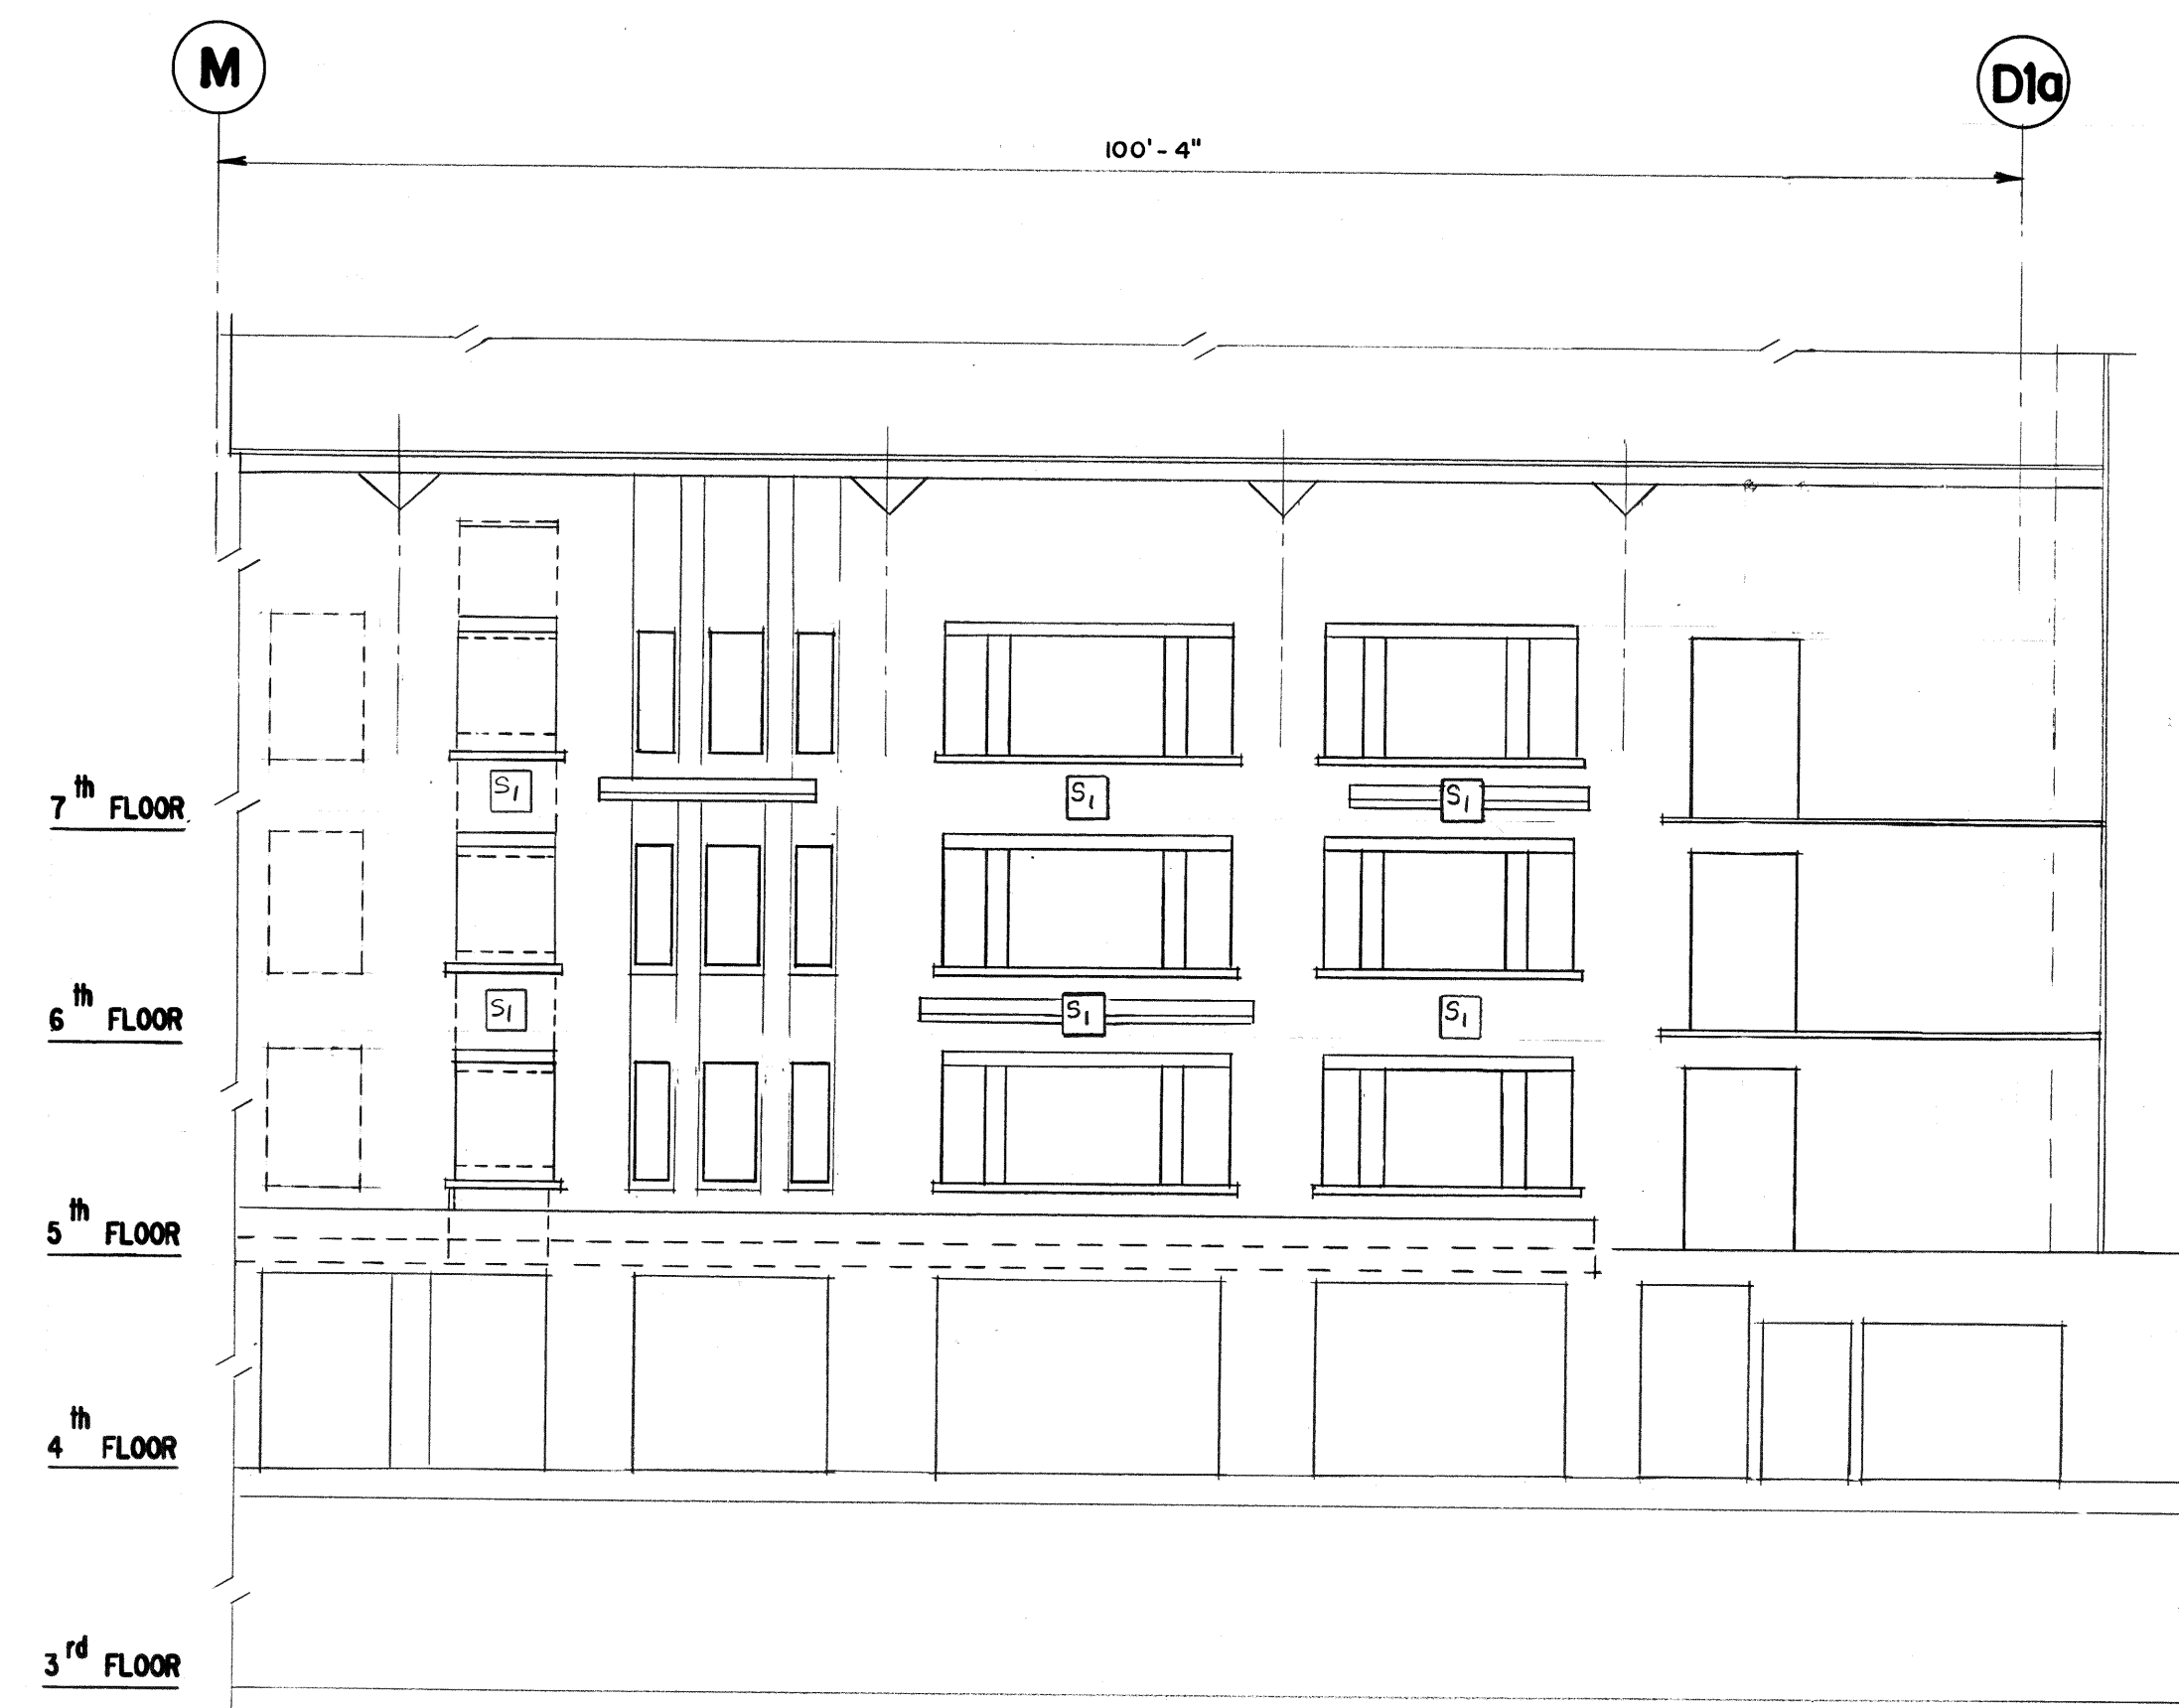 M
D1a
100'-4"
7th FLOOR
S1
S1
S1
6th FLOOR
S1
S1
S1
5th FLOOR
4th FLOOR
3rd FLOOR